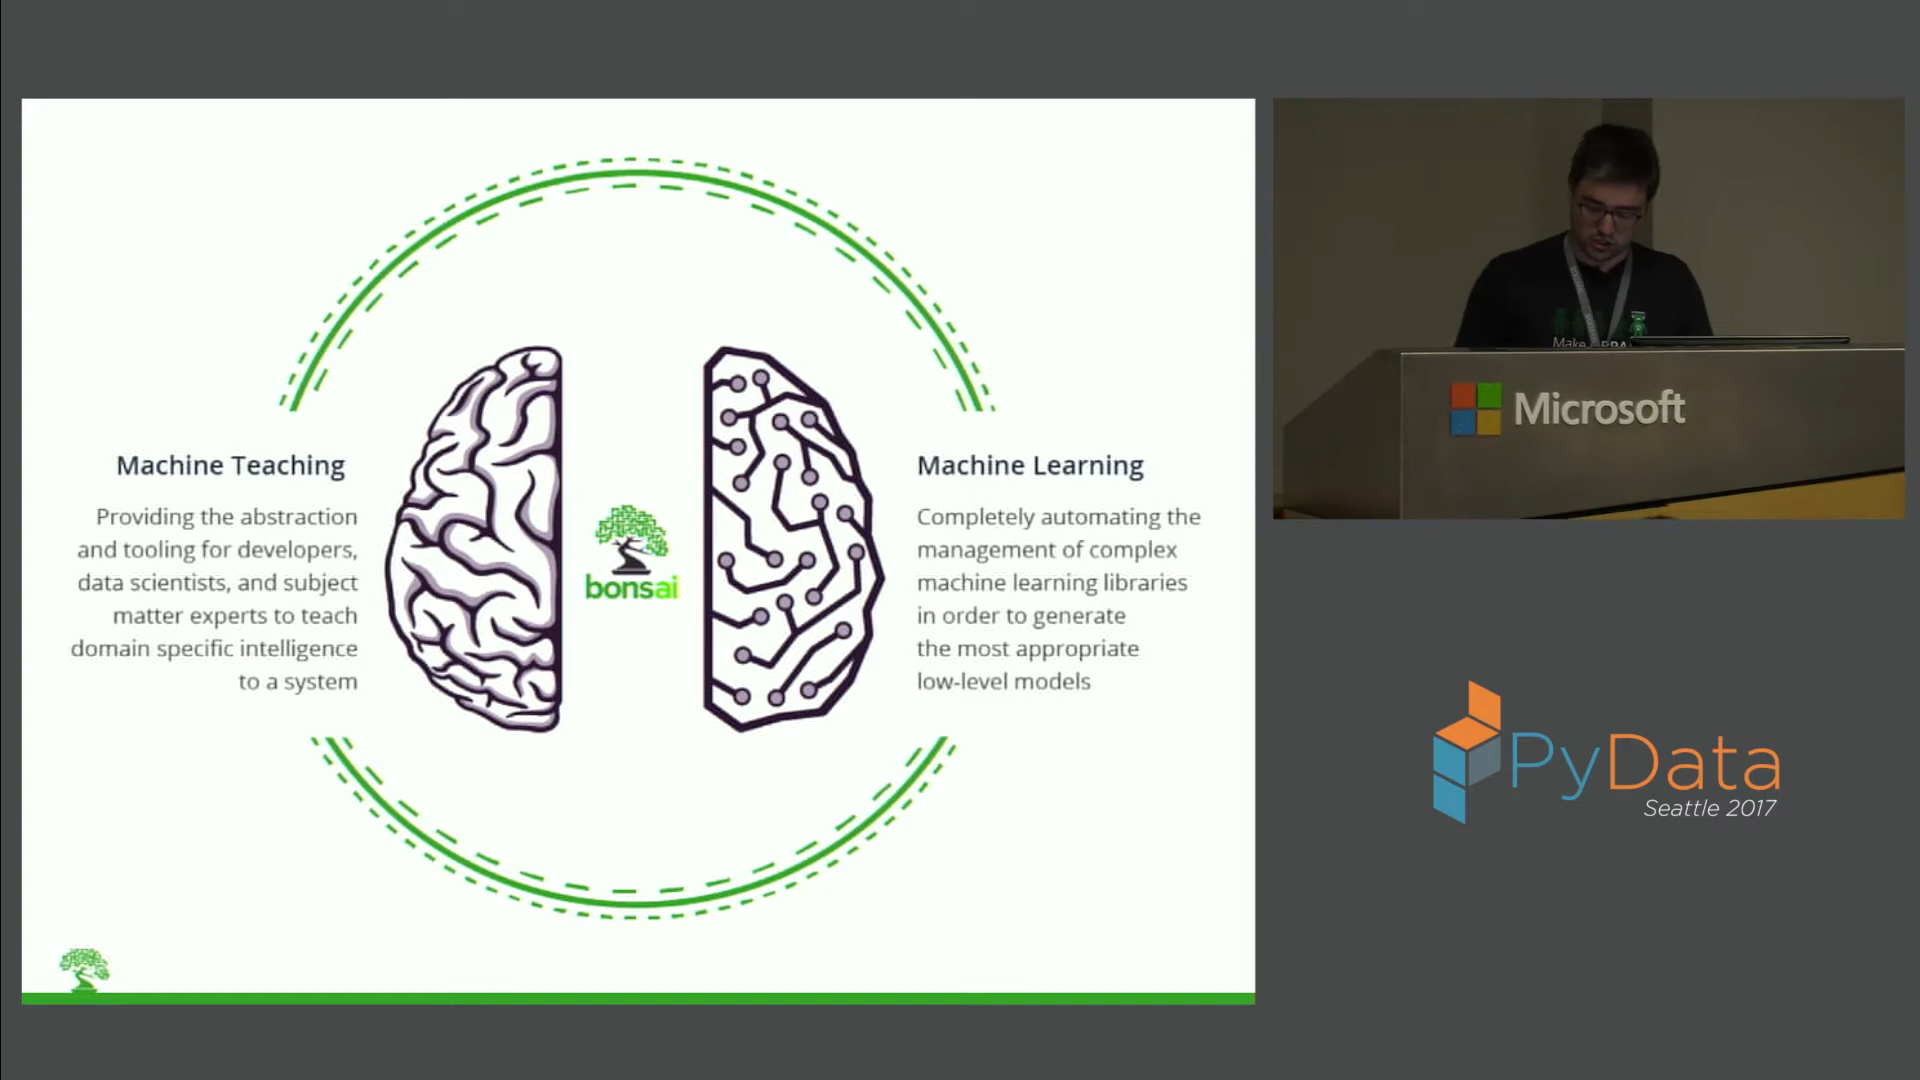 Machine Teaching
Providing the abstraction
and tooling for developers,
data scientists, and subject
matter experts to teach
domain specific intelligence
to a system
bonsai
Machine Learning
Completely automating the
management of complex
machine learning libraries
in order to generate
the most appropriate
low-level models
Make
Microsoft
PyData
Seattle 2017